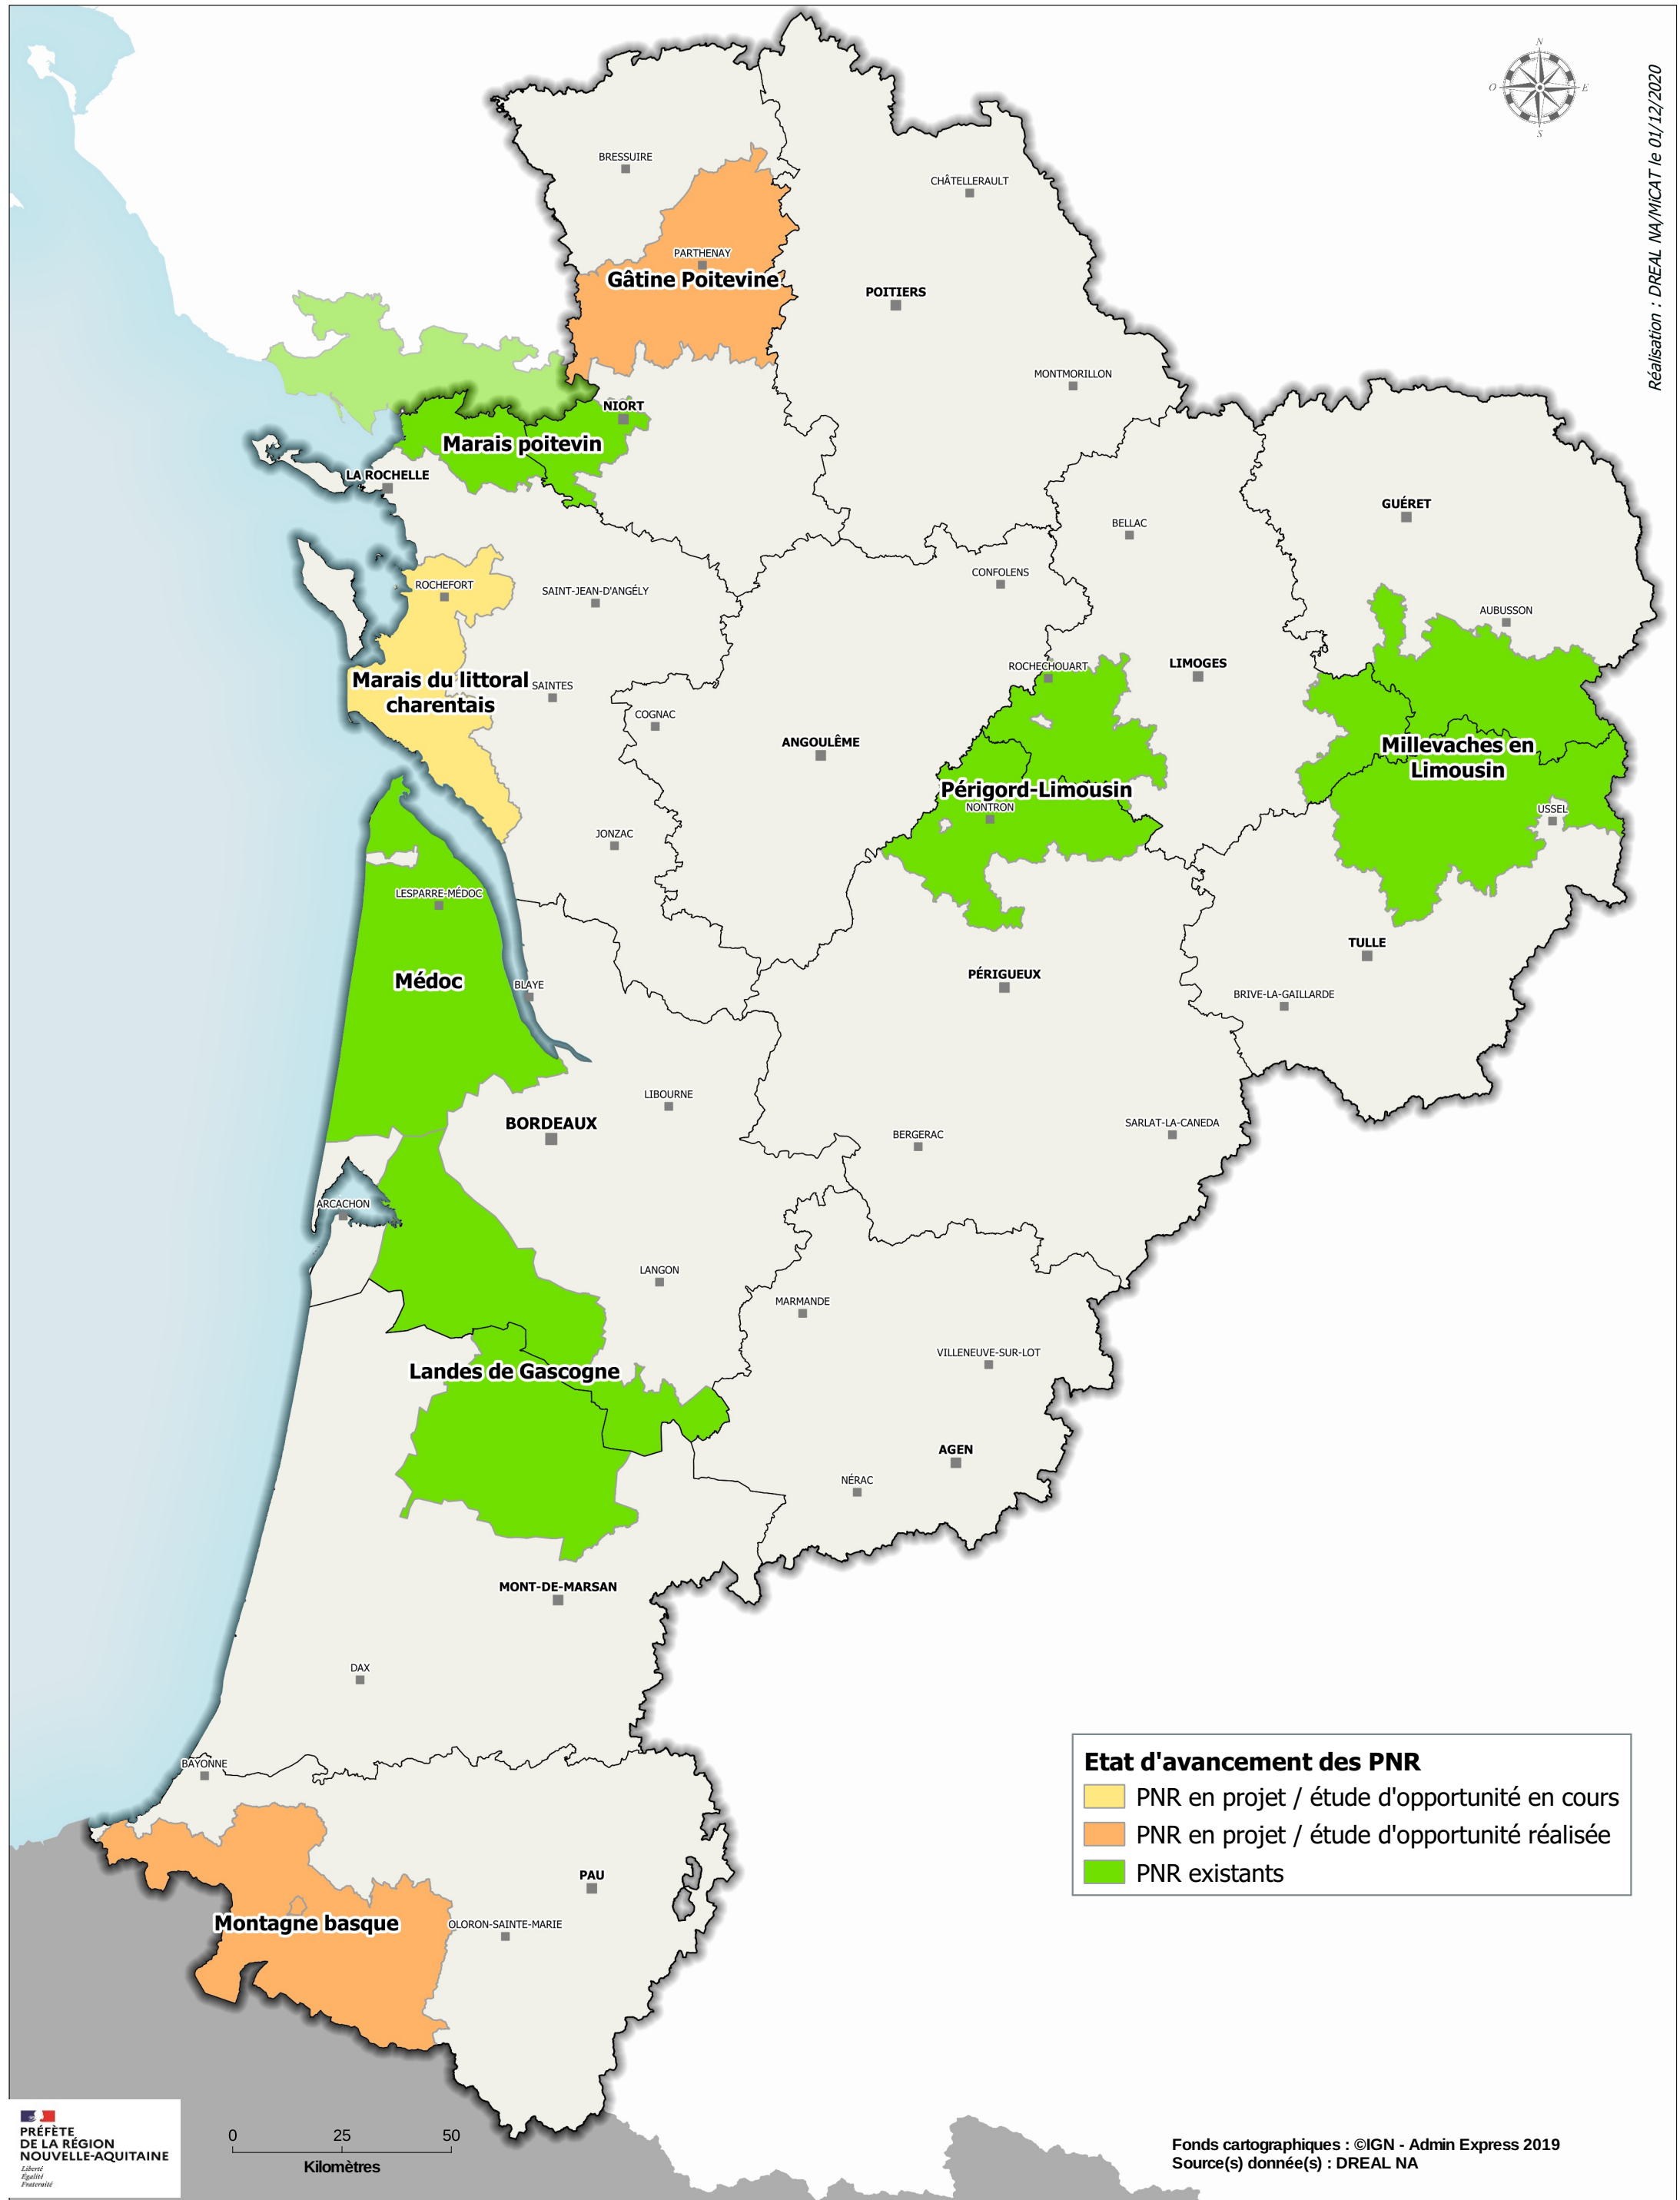 N
O
E
S
Réalisation : DREAL NA/MiCAT le 01/12/2020
BRESSUIRE
CHÂTELLERAULT
PARTHENAY
Gâtine Poitevine
POITIERS
MONTMORILLON
NIORT
Marais poitevin
LA ROCHELLE
GUÉRET
BELLAC
CONFOLENS
ROCHEFORT
SAINT-JEAN-D'ANGÉLY
AUBUSSON
ROCHECHOUART
LIMOGES
Marais du littoral
charentais
SAINTES
COGNAC
ANGOULÊME
Millevaches en
Limousin
Périgord-Limousin
NONTRON
USSEL
JONZAC
LESPARRE-MÉDOC
TULLE
Médoc
BLAYE
PÉRIGUEUX
BRIVE-LA-GAILLARDE
LIBOURNE
BORDEAUX
BERGERAC
SARLAT-LA-CANEDA
ARCACHON
LANGON
MARMANDE
VILLENEUVE-SUR-LOT
Landes de Gascogne
AGEN
NÉRAC
MONT-DE-MARSAN
DAX
BAYONNE
Etat d'avancement des PNR
PNR en projet / étude d'opportunité en cours
PNR en projet / étude d'opportunité réalisée
PNR existants
PAU
Montagne basque
OLORON-SAINTE-MARIE
PRÉFÈTE
DE LA RÉGION
NOUVELLE-AQUITAINE
Liberté
Égalité
Fraternité
0 25 50
Kilomètres
Fonds cartographiques : ©IGN - Admin Express 2019
Source(s) donnée(s) : DREAL NA